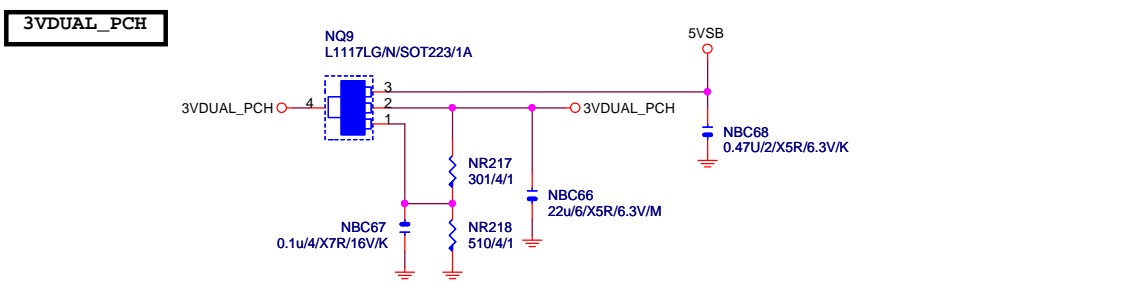 3VDUAL_PCH
NQ9
L1117LG/N/SOT223/1A
5VSB
3VDUAL_PCH
4
3
2
1
3VDUAL_PCH
NBC68
0.47U/2/X5R/6.3V/K
NR217
301/4/1
NBC66
22u/6/X5R/6.3V/M
NBC67
0.1u/4/X7R/16V/K
NR218
510/4/1